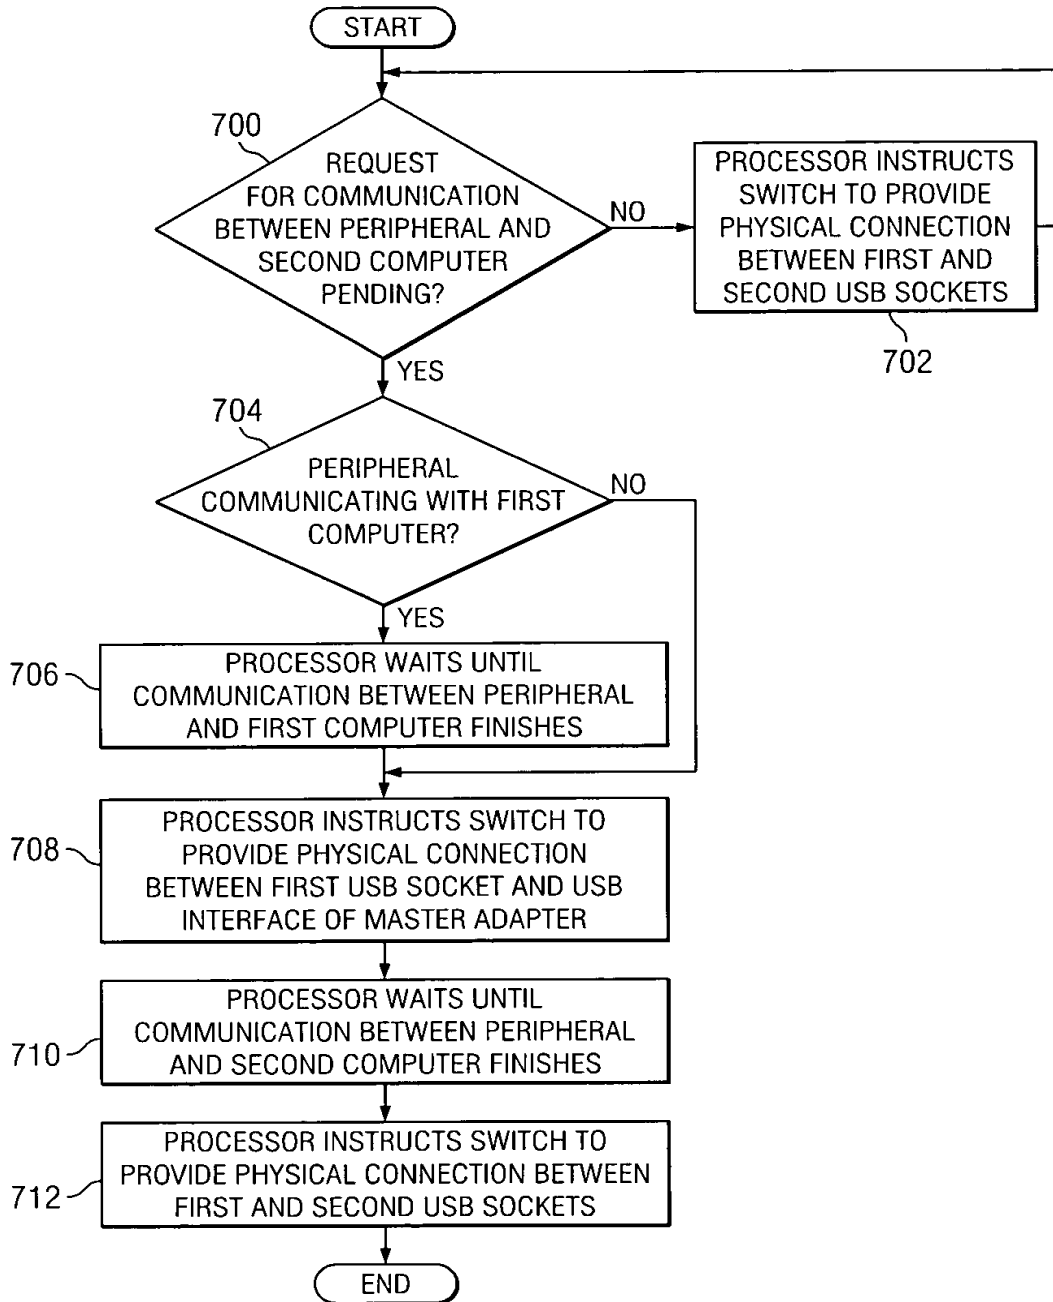 START
700
REQUEST
FOR COMMUNICATION
BETWEEN PERIPHERAL AND
SECOND COMPUTER
PENDING?
NO
PROCESSOR INSTRUCTS
SWITCH TO PROVIDE
PHYSICAL CONNECTION
BETWEEN FIRST AND
SECOND USB SOCKETS
702
YES
704
PERIPHERAL
COMMUNICATING WITH FIRST
COMPUTER?
NO
YES
706
PROCESSOR WAITS UNTIL
COMMUNICATION BETWEEN PERIPHERAL
AND FIRST COMPUTER FINISHES
708
PROCESSOR INSTRUCTS SWITCH TO
PROVIDE PHYSICAL CONNECTION
BETWEEN FIRST USB SOCKET AND USB
INTERFACE OF MASTER ADAPTER
710
PROCESSOR WAITS UNTIL
COMMUNICATION BETWEEN PERIPHERAL
AND SECOND COMPUTER FINISHES
712
PROCESSOR INSTRUCTS SWITCH TO
PROVIDE PHYSICAL CONNECTION BETWEEN
FIRST AND SECOND USB SOCKETS
END